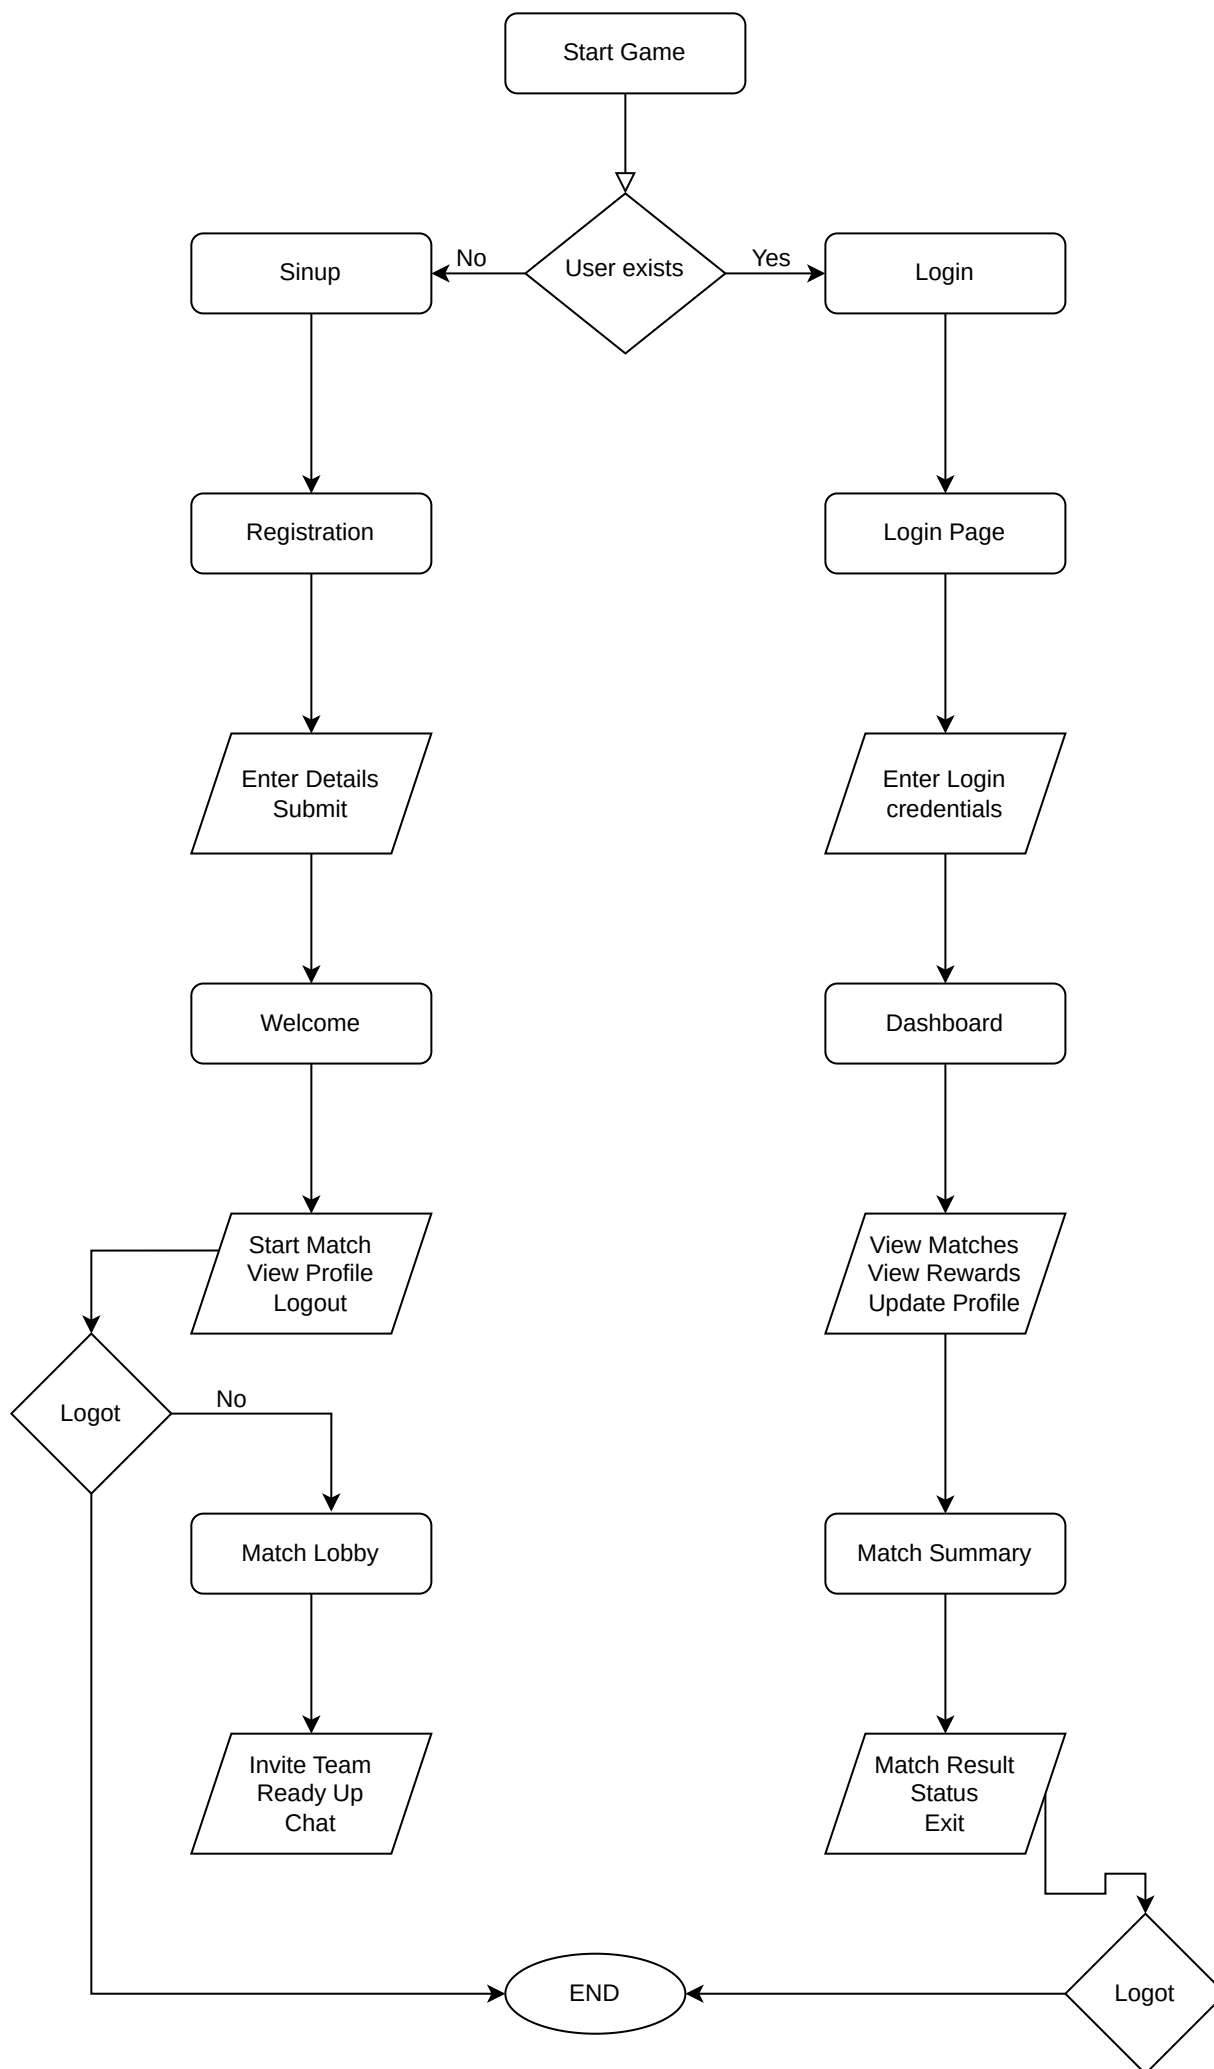 Start Game
User exists
No
Yes
Sinup
Login
Registration
Login Page
Enter Details
Submit
Enter Login
credentials
Welcome
Dashboard
Start Match
View Profile
Logout
View Matches
View Rewards
Update Profile
Logot
No
Match Lobby
Match Summary
Invite Team
Ready Up
Chat
Match Result
Status
Exit
END
Logot